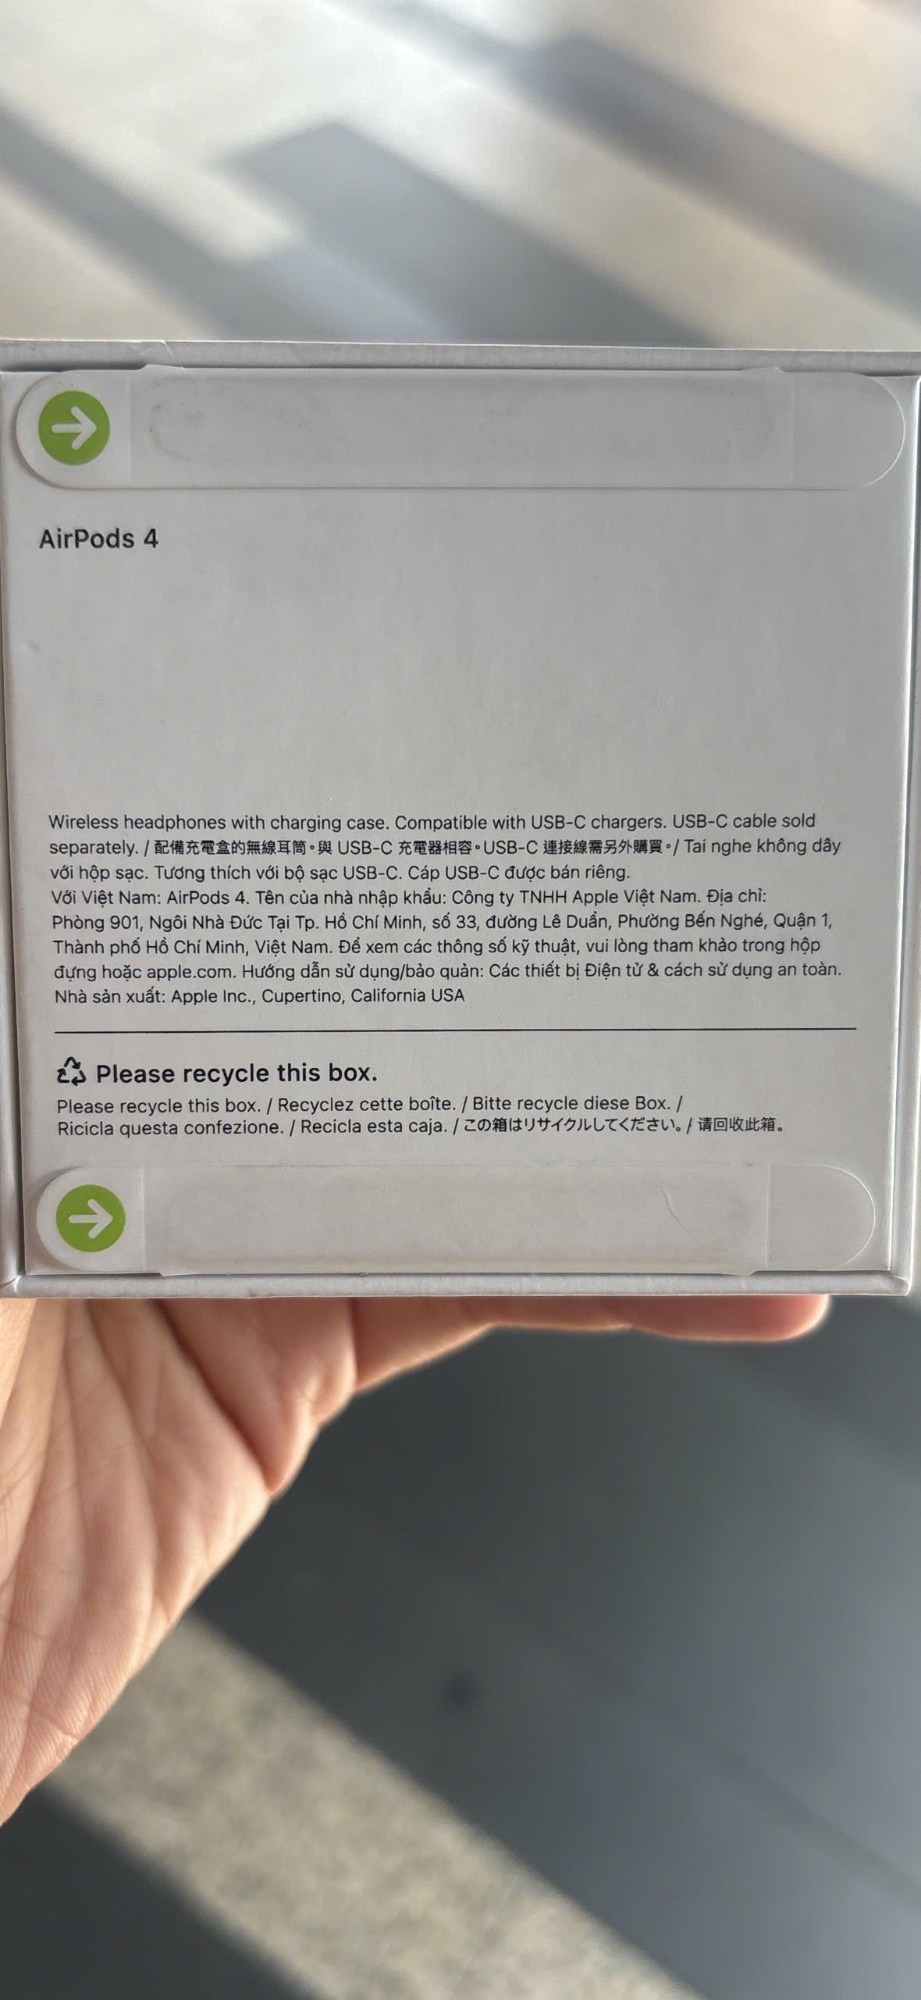 AirPods 4
Wireless headphones with charging case. Compatible with USB-C chargers. USB-C cable sold
separately. / 配備充電盒的無線耳筒。與 USB-C 充電器相容。USB-C 連接線需另外購買。/ Tai nghe không dây
với hộp sạc. Tương thích với bộ sạc USB-C. Cáp USB-C được bán riêng.
Với Việt Nam: AirPods 4. Tên của nhà nhập khẩu: Công ty TNHH Apple Việt Nam. Địa chỉ:
Phòng 901, Ngôi Nhà Đức Tại Tp. Hồ Chí Minh, số 33, đường Lê Duẩn, Phường Bến Nghé, Quận 1,
Thành phố Hồ Chí Minh, Việt Nam. Để xem các thông số kỹ thuật, vui lòng tham khảo trong hộp
đựng hoặc apple.com. Hướng dẫn sử dụng/bảo quản: Các thiết bị Điện tử & cách sử dụng an toàn.
Nhà sản xuất: Apple Inc., Cupertino, California USA
Please recycle this box.
Please recycle this box. / Recyclez cette boîte. / Bitte recycle diese Box. /
Ricicla questa confezione. / Recicla esta caja. / この箱はリサイクルしてください。/ 请回收此箱。